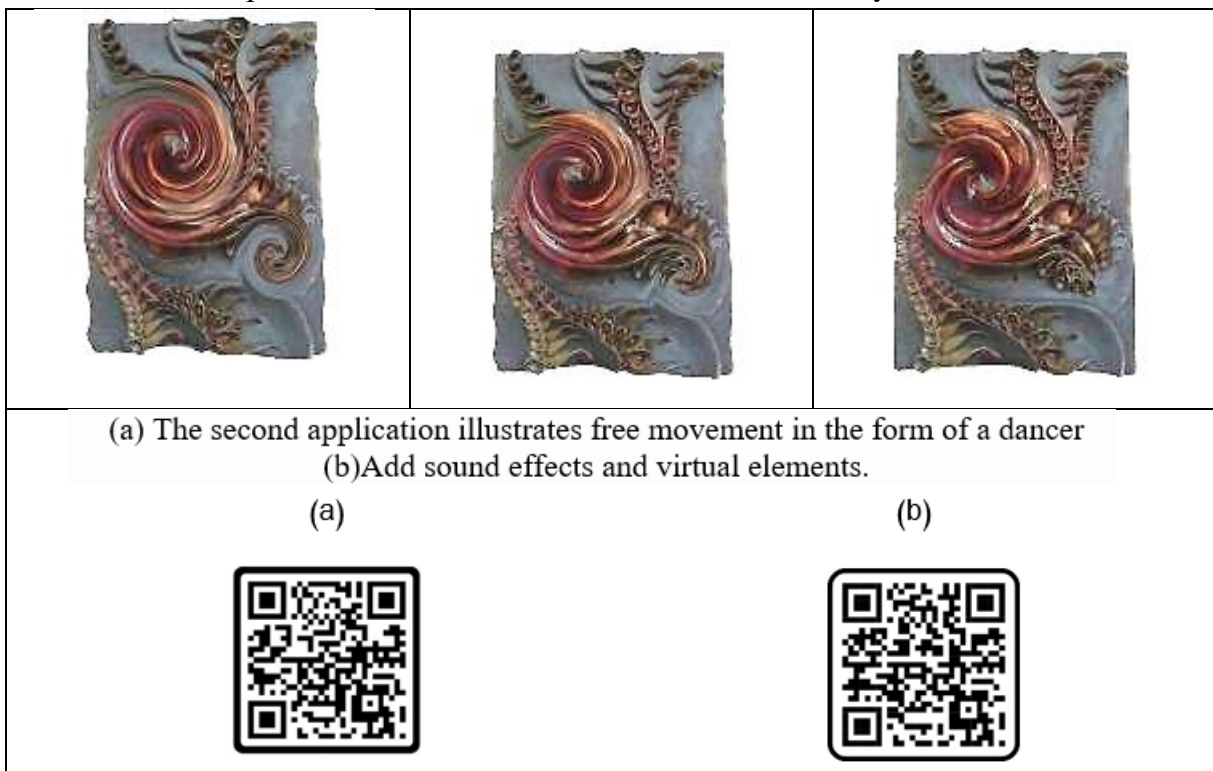 (a) The second application illustrates free movement in the form of a dancer
(b)Add sound effects and virtual elements.
(a)
(b)